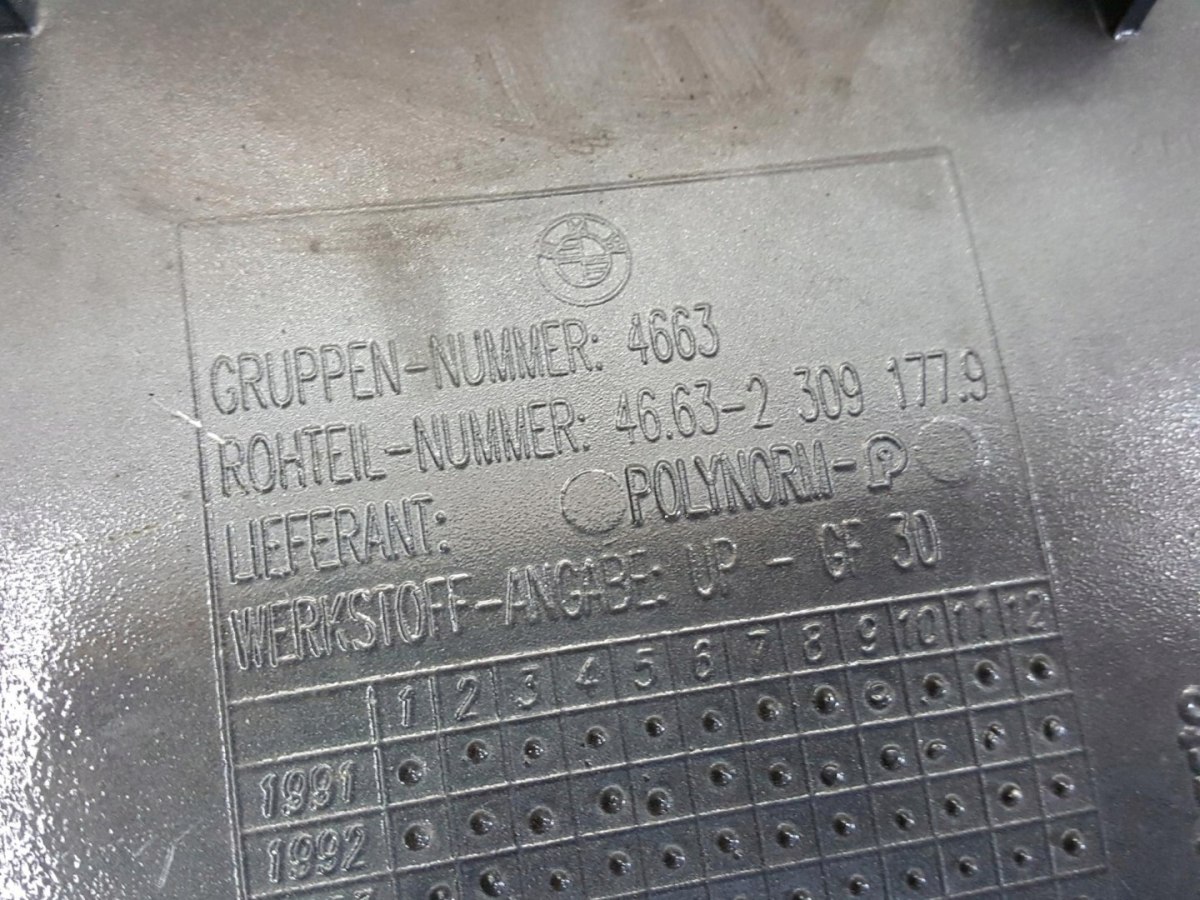 BMW
GRUPPEN-NUMMER: 4663
ROHTEIL-NUMMER: 46.63-2 309 177.9
LIEFERANT: POLYNORM-P
WERKSTOFF-ANGABE: UP - GF 30
1 2 3 4 5 6 7 8 9 10 11 12
1991
1992